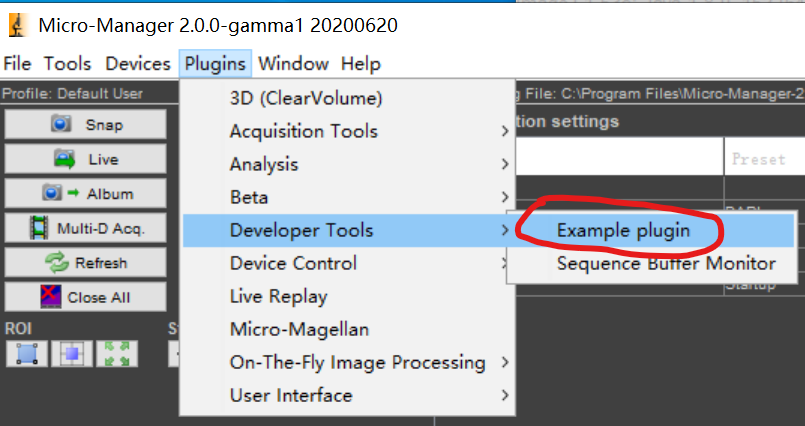 Micro-Manager 2.0.0-gamma1 20200620
File Tools Devices Plugins Window Help
Profile: Default User
File: C:\Program Files\Micro-Manager-2
Snap
Live
Album
Multi-D Acq.
Refresh
Close All
ROI
3D (ClearVolume)
Acquisition Tools
Analysis
Beta
Developer Tools
Device Control
Live Replay
Micro-Magellan
On-The-Fly Image Processing
User Interface
settings
Preset
Example plugin
Sequence Buffer Monitor
Startup